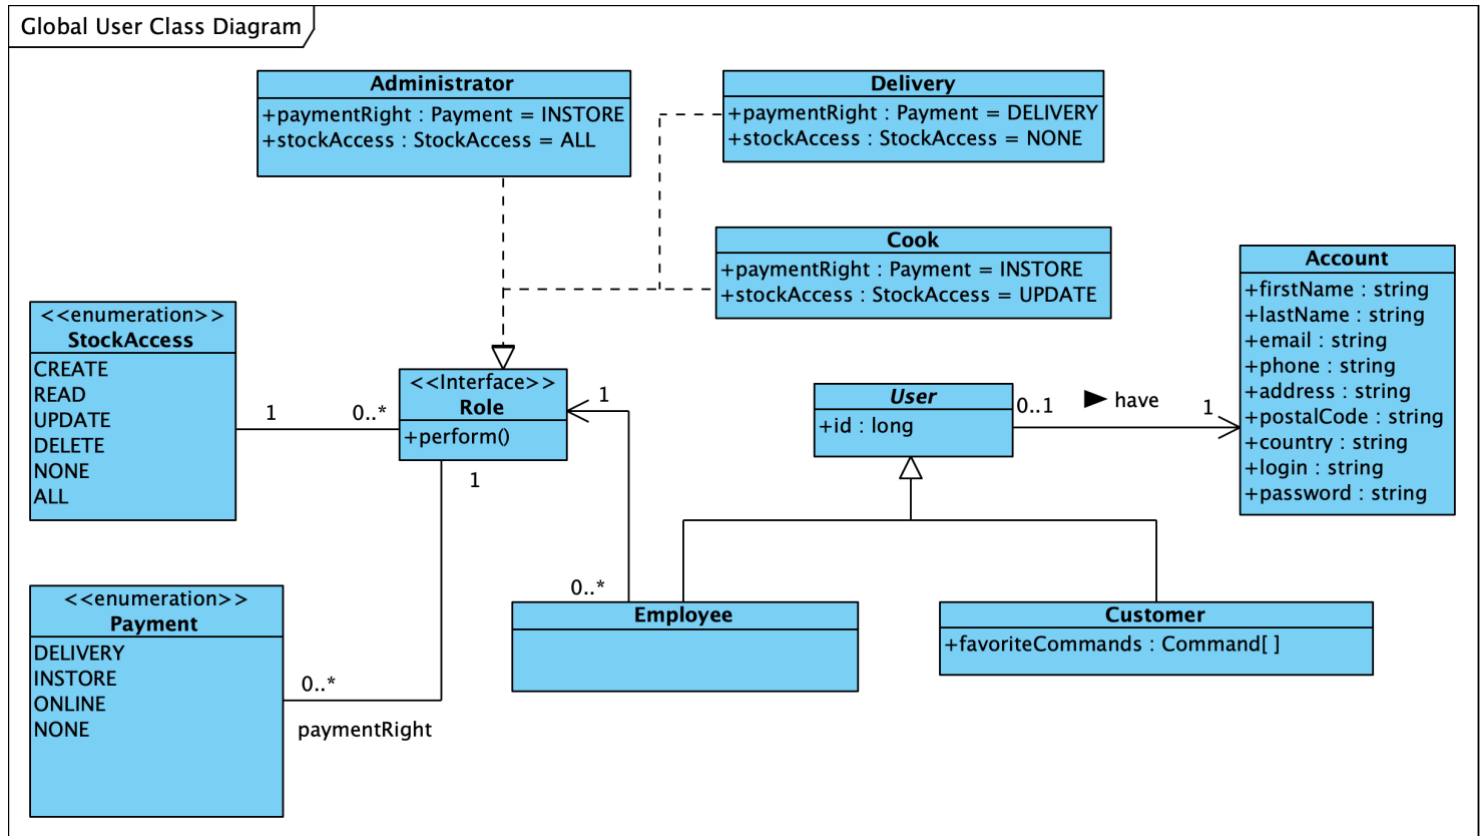 Global User Class Diagram
Administrator
+paymentRight : Payment = INSTORE
+stockAccess : StockAccess = ALL
Delivery
+paymentRight : Payment = DELIVERY
+stockAccess : StockAccess = NONE
Cook
+paymentRight : Payment = INSTORE
+stockAccess : StockAccess = UPDATE
Account
+firstName : string
+lastName : string
+email : string
+phone : string
+address : string
+postalCode : string
+country : string
+login : string
+password : string
<<enumeration>>
StockAccess
CREATE
READ
UPDATE
DELETE
NONE
ALL
1
0..*
<<Interface>>
Role
+perform()
1
1
User
+id : long
0..1
have
1
0..*
Employee
Customer
+favoriteCommands : Command[ ]
<<enumeration>>
Payment
DELIVERY
INSTORE
ONLINE
NONE
0..*
paymentRight